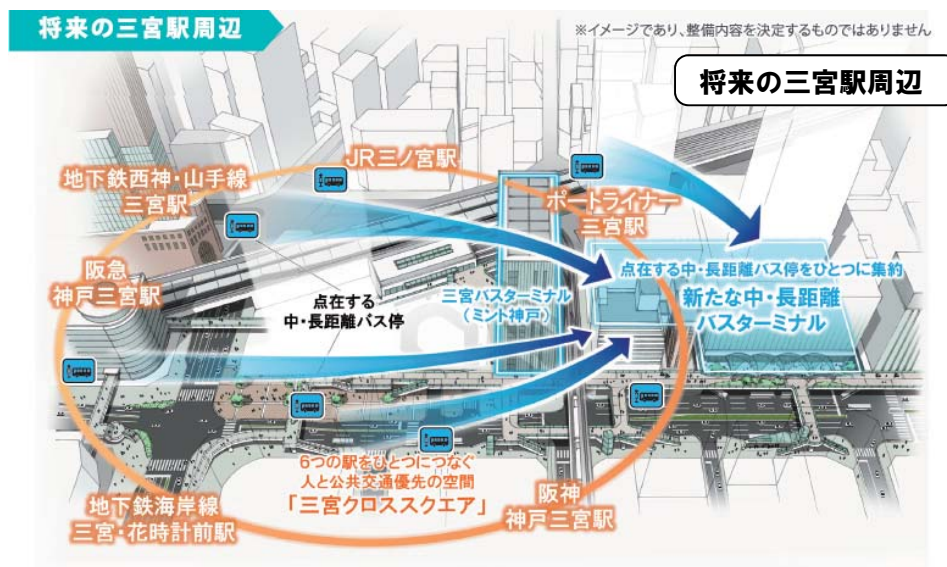 将来の三宮駅周辺
※イメージであり、整備内容を決定するものではありません
将来の三宮駅周辺
JR三ノ宮駅
地下鉄西神・山手線
三宮駅
ポートライナー
三宮駅
阪急
神戸三宮駅
点在する
中・長距離バス停
三宮バスターミナル
（ミント神戸）
点在する中・長距離バス停をひとつに集約
新たな中・長距離
バスターミナル
6つの駅をひとつにつなぐ
人と公共交通優先の空間
「三宮クロススクエア」
地下鉄海岸線
三宮・花時計前駅
阪神
神戸三宮駅